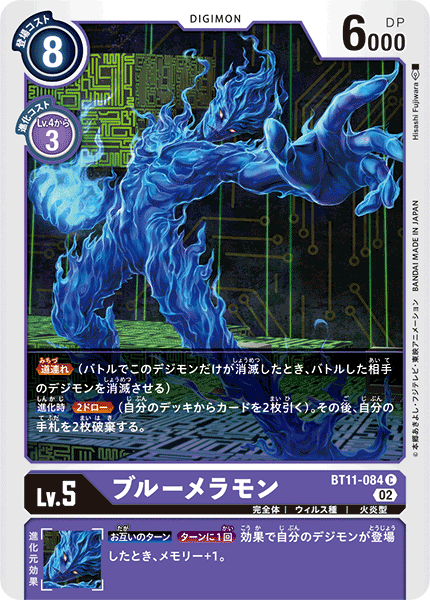 DIGIMON
登場コスト
8
DP
6000
進化コスト
Lv.4から
3
Hisashi Fujiwara
BANDAI MADE IN JAPAN
© 本郷あきよし・フジテレビ・東映アニメーション
道連れ (バトルでこのデジモンだけが消滅したとき、バトルした相手
のデジモンを消滅させる)
進化時 2ドロー (自分のデッキからカードを2枚引く)。その後、自分の
手札を2枚破棄する。
BT11-084 C
02
Lv.5
ブルーメラモン
完全体 | ウィルス種 | 火炎型
進化元効果
お互いのターン ターンに1回 効果で自分のデジモンが登場
したとき、メモリー+1。